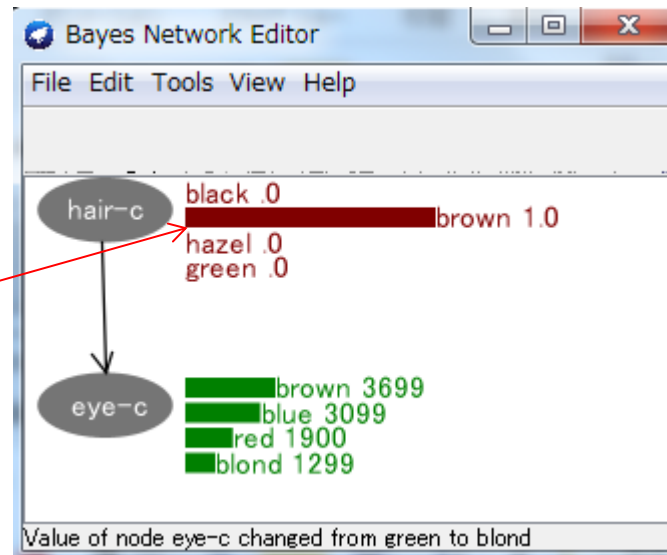 Bayes Network Editor
File Edit Tools View Help
hair-c
black .0
brown 1.0
hazel .0
green .0
eye-c
brown 3699
blue 3099
red 1900
blond 1299
Value of node eye-c changed from green to blond